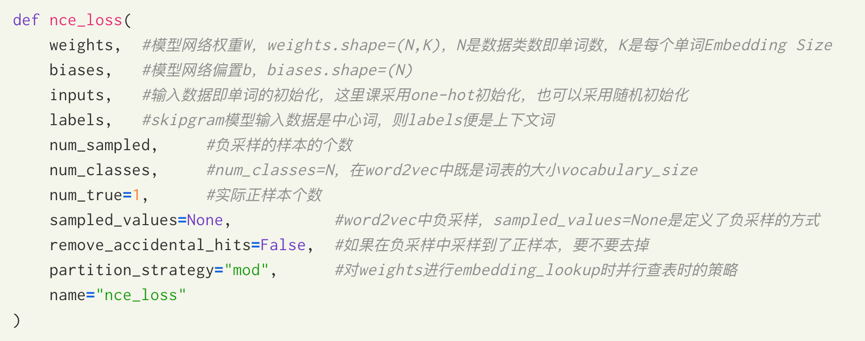 def nce_loss(
    weights,  #模型网络权重W, weights.shape=(N,K), N是数据类数即单词数, K是每个单词Embedding Size
    biases,   #模型网络偏置b, biases.shape=(N)
    inputs,   #输入数据即单词的初始化, 这里课采用one-hot初始化, 也可以采用随机初始化
    labels,   #skipgram模型输入数据是中心词, 则labels便是上下文词
    num_sampled,     #负采样的样本的个数
    num_classes,     #num_classes=N, 在word2vec中既是词表的大小vocabulary_size
    num_true=1,      #实际正样本个数
    sampled_values=None,           #word2vec中负采样, sampled_values=None是定义了负采样的方式
    remove_accidental_hits=False,  #如果在负采样中采样到了正样本, 要不要去掉
    partition_strategy="mod",      #对weights进行embedding_lookup时并行查表时的策略
    name="nce_loss"
)